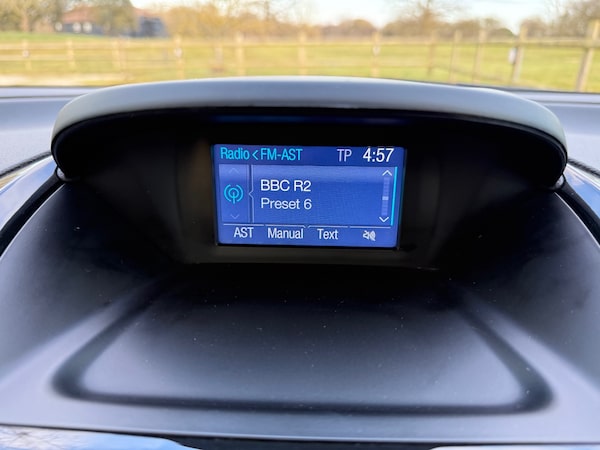 Radio < FM-AST TP 4:57
BBC R2
Preset 6
AST Manual Text